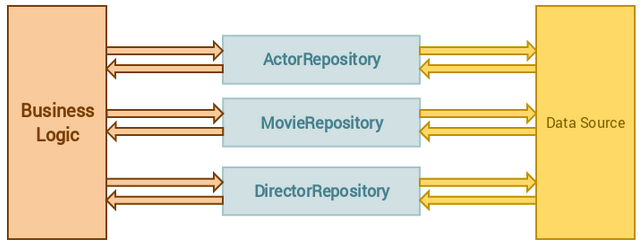 Business
Logic
ActorRepository
MovieRepository
DirectorRepository
Data Source